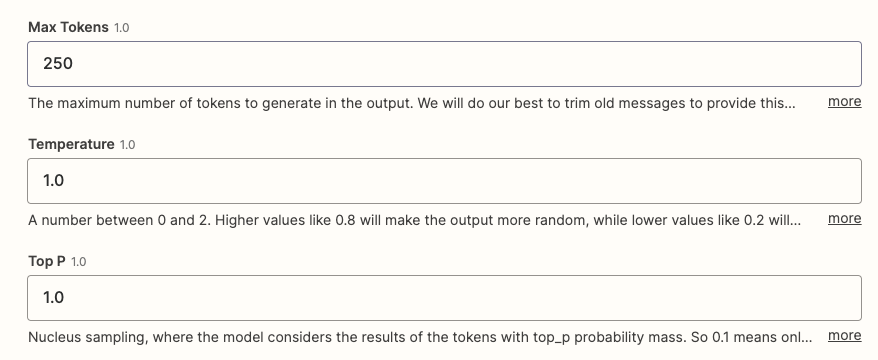 Max Tokens 1.0
250
The maximum number of tokens to generate in the output. We will do our best to trim old messages to provide this... more
Temperature 1.0
1.0
A number between 0 and 2. Higher values like 0.8 will make the output more random, while lower values like 0.2 will... more
Top P 1.0
1.0
Nucleus sampling, where the model considers the results of the tokens with top_p probability mass. So 0.1 means onl... more